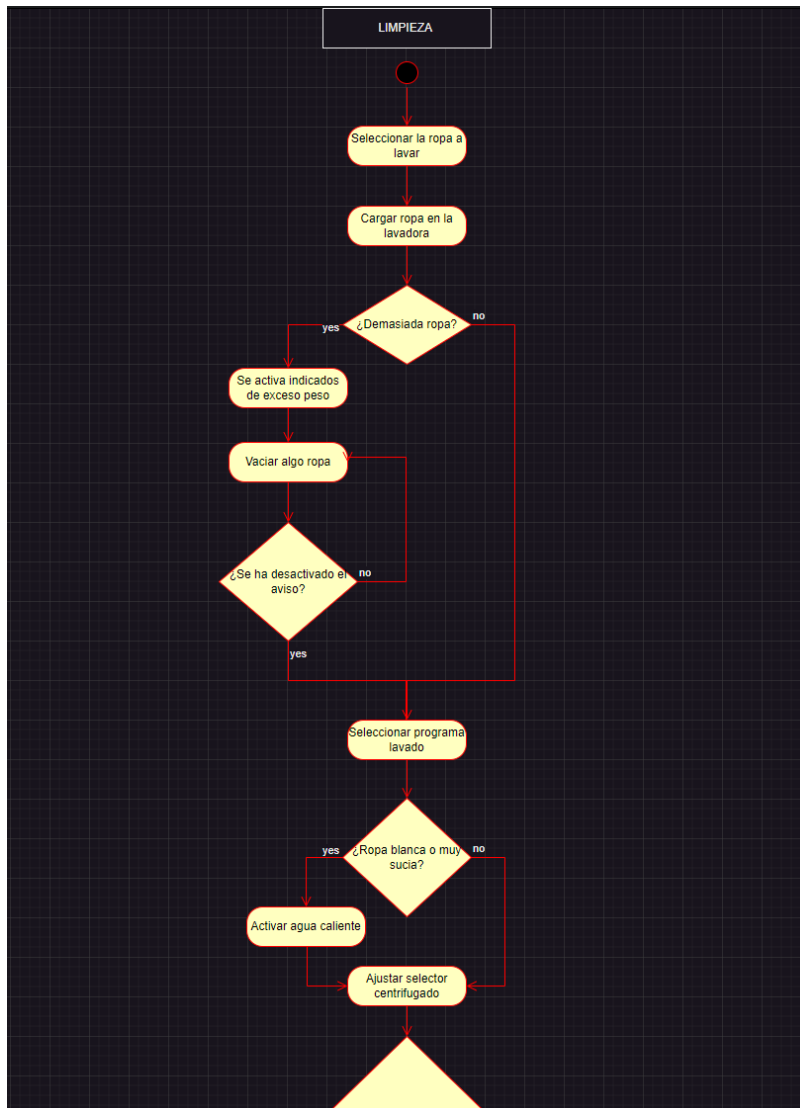 LIMPIEZA
Seleccionar la ropa a
lavar
Cargar ropa en la
lavadora
¿Demasiada ropa?
yes
no
Se activa indicados
de exceso peso
Vaciar algo ropa
¿Se ha desactivado el
aviso?
no
yes
Seleccionar programa
lavado
¿Ropa blanca o muy
sucia?
yes
no
Activar agua caliente
Ajustar selector
centrifugado